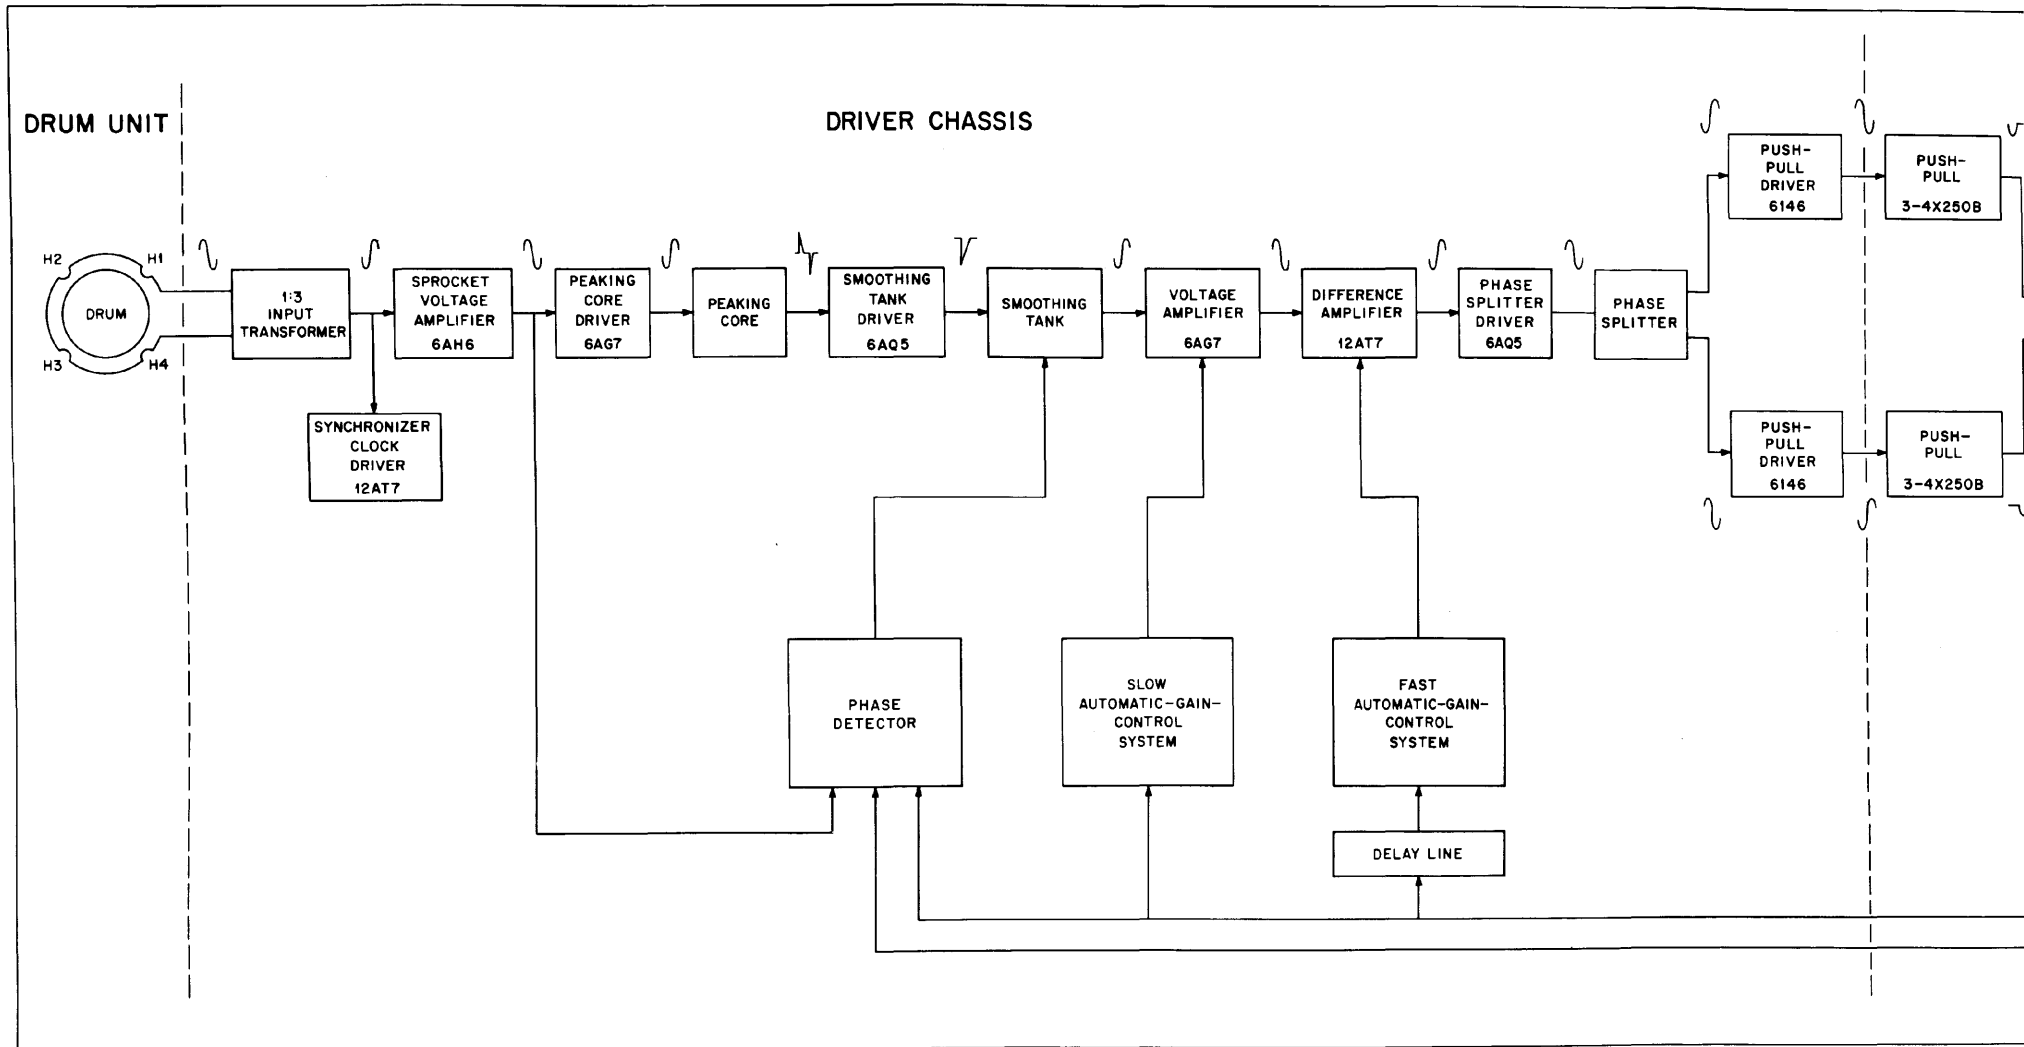 DRUM UNIT
DRIVER CHASSIS
H2
H1
DRUM
H3
H4
1:3
INPUT
TRANSFORMER
SYNCHRONIZER
CLOCK
DRIVER
12AT7
SPROCKET
VOLTAGE
AMPLIFIER
6AH6
PEAKING
CORE
DRIVER
6AG7
PEAKING
CORE
SMOOTHING
TANK
DRIVER
6AQ5
SMOOTHING
TANK
VOLTAGE
AMPLIFIER
6AG7
DIFFERENCE
AMPLIFIER
12AT7
PHASE
SPLITTER
DRIVER
6AQ5
PHASE
SPLITTER
PUSH-
PULL
DRIVER
6146
PUSH-
PULL
3-4X250B
PUSH-
PULL
DRIVER
6146
PUSH-
PULL
3-4X250B
PHASE
DETECTOR
SLOW
AUTOMATIC-GAIN-
CONTROL
SYSTEM
FAST
AUTOMATIC-GAIN-
CONTROL
SYSTEM
DELAY LINE